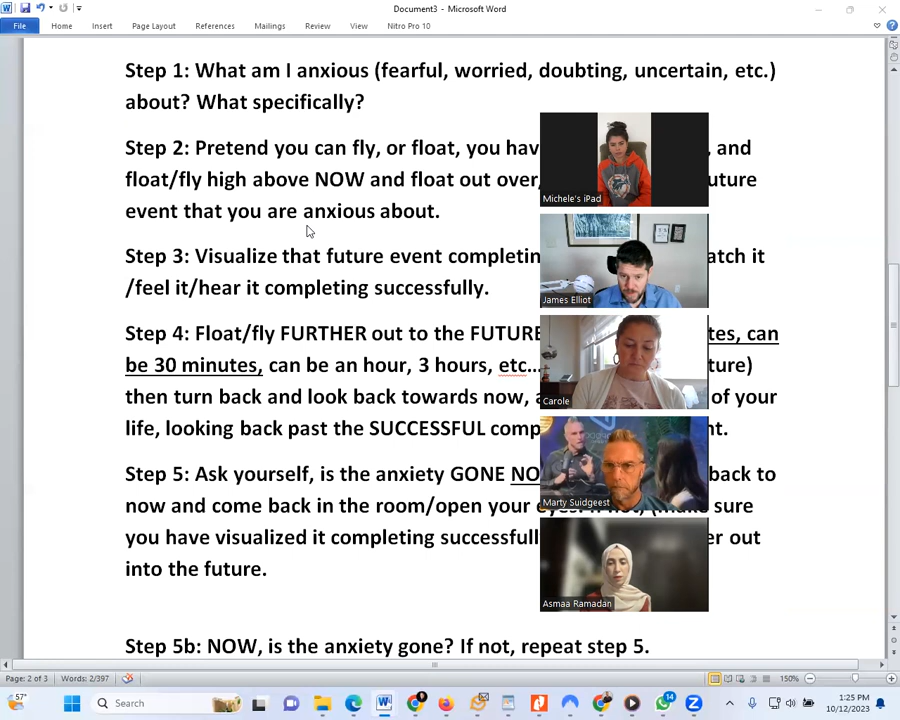 Document3 - Microsoft Word
File Home Insert Page Layout References Mailings Review View Nitro Pro 10
Step 1: What am I anxious (fearful, worried, doubting, uncertain, etc.)
about? What specifically?
Step 2: Pretend you can fly, or float, you hav , and
float/fly high above NOW and float out over, uture
event that you are anxious about.
Step 3: Visualize that future event completin atch it
/feel it/hear it completing successfully.
Step 4: Float/fly FURTHER out to the FUTURE tes, can
be 30 minutes, can be an hour, 3 hours, etc... ture)
then turn back and look back towards now, a of your
life, looking back past the SUCCESSFUL comp t.
Step 5: Ask yourself, is the anxiety GONE NO back to
now and come back in the room/open your sure
you have visualized it completing successfull er out
into the future.
Step 5b: NOW, is the anxiety gone? If not, repeat step 5.
Michele's iPad
James Elliot
Carole
Marty Suidgeest
Asmaa Ramadan
Page: 2 of 3 Words: 2/397 150%
57° Search 14 1:25 PM
10/12/2023